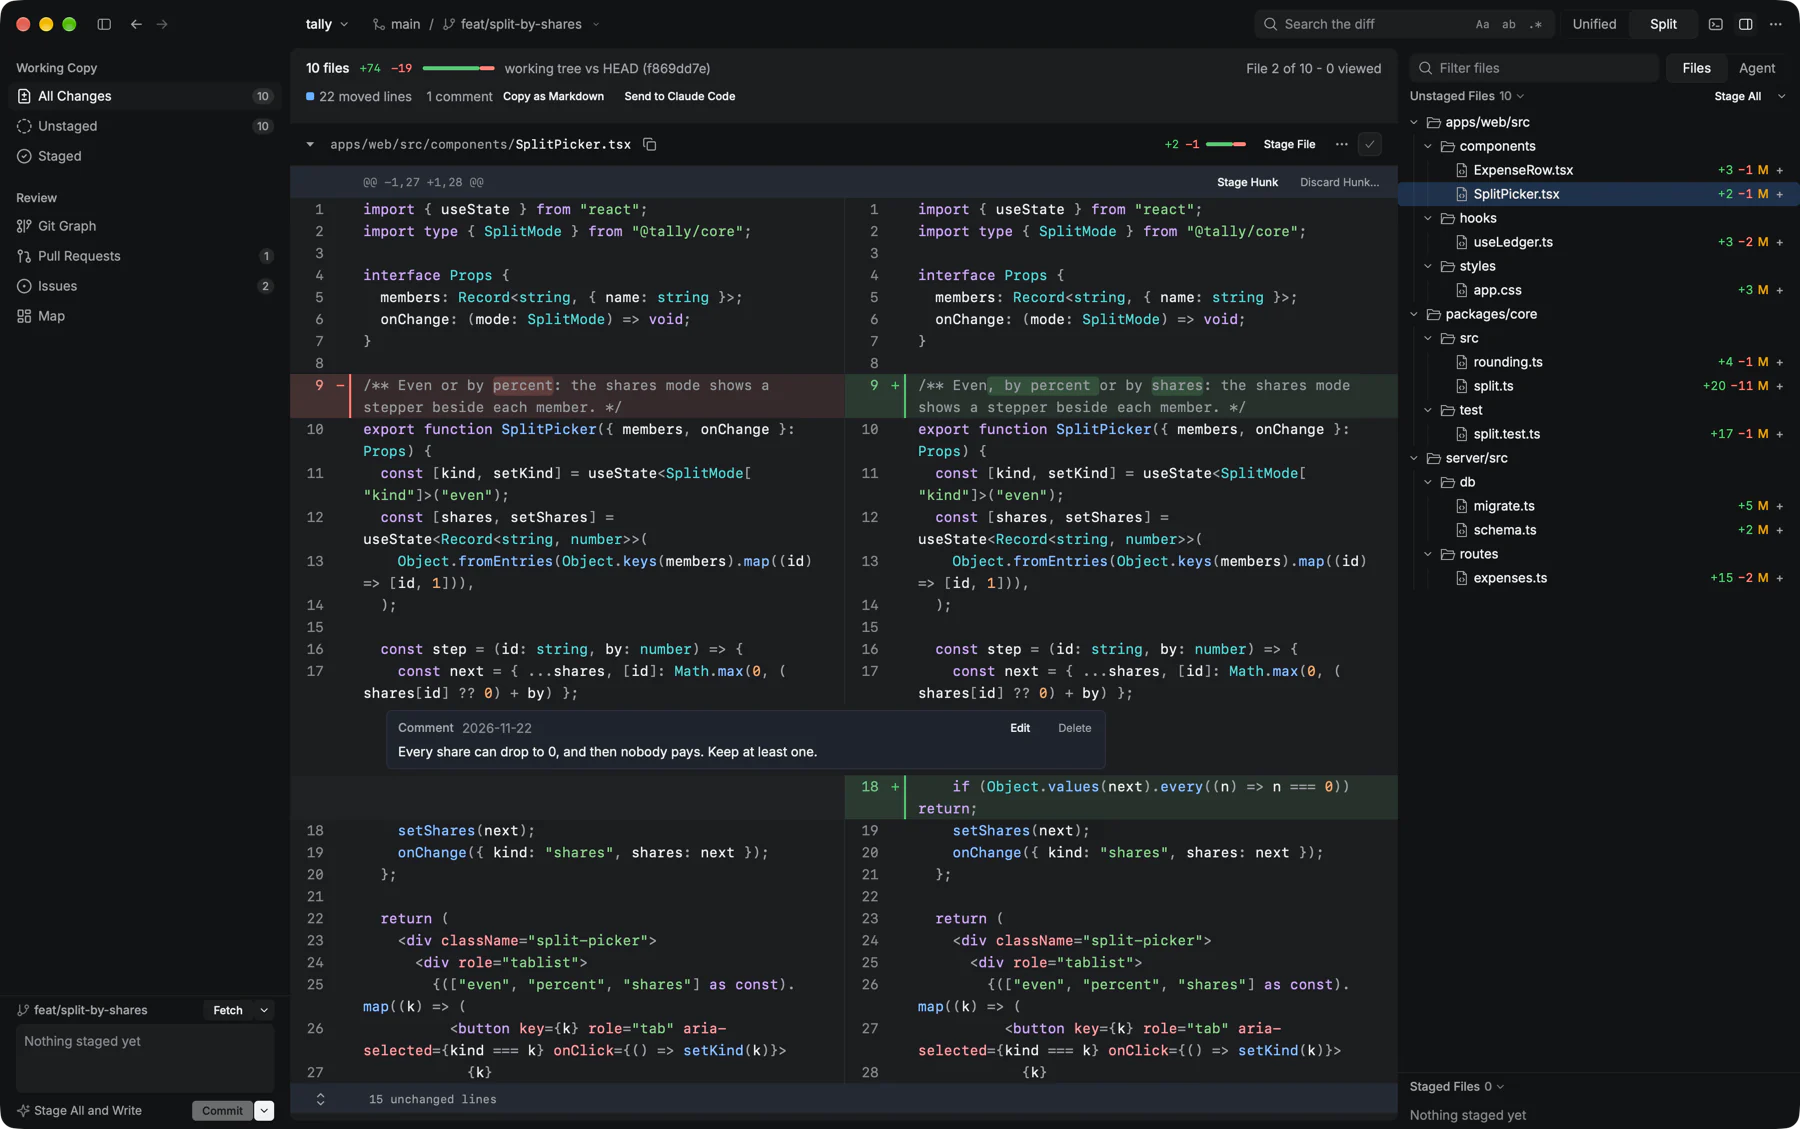 tally
main / feat/split-by-shares
Search the diff
Aa ab .*
Unified
Split
Working Copy
All Changes 10
Unstaged 10
Staged
Review
Git Graph
Pull Requests 1
Issues 2
Map
feat/split-by-shares
Fetch
Nothing staged yet
Stage All and Write
Commit
10 files +74 −19 working tree vs HEAD (f869dd7e)
File 2 of 10 - 0 viewed
22 moved lines 1 comment Copy as Markdown Send to Claude Code
apps/web/src/components/SplitPicker.tsx
+2 −1 Stage File
@@ −1,27 +1,28 @@
Stage Hunk Discard Hunk...
1 import { useState } from "react";
2 import type { SplitMode } from "@tally/core";
3
4 interface Props {
5 members: Record<string, { name: string }>;
6 onChange: (mode: SplitMode) => void;
7 }
8
9 − /** Even or by percent: the shares mode shows a
stepper beside each member. */
10 export function SplitPicker({ members, onChange }:
Props) {
11 const [kind, setKind] = useState<SplitMode[
"kind"]>("even");
12 const [shares, setShares] =
useState<Record<string, number>>(
13 Object.fromEntries(Object.keys(members).map((id)
=> [id, 1])),
14 );
15
16 const step = (id: string, by: number) => {
17 const next = { ...shares, [id]: Math.max(0, (
shares[id] ?? 0) + by) };
1 import { useState } from "react";
2 import type { SplitMode } from "@tally/core";
3
4 interface Props {
5 members: Record<string, { name: string }>;
6 onChange: (mode: SplitMode) => void;
7 }
8
9 + /** Even, by percent or by shares: the shares mode
shows a stepper beside each member. */
10 export function SplitPicker({ members, onChange }:
Props) {
11 const [kind, setKind] = useState<SplitMode[
"kind"]>("even");
12 const [shares, setShares] =
useState<Record<string, number>>(
13 Object.fromEntries(Object.keys(members).map((id)
=> [id, 1])),
14 );
15
16 const step = (id: string, by: number) => {
17 const next = { ...shares, [id]: Math.max(0, (
shares[id] ?? 0) + by) };
Comment 2026-11-22 Edit Delete
Every share can drop to 0, and then nobody pays. Keep at least one.
18 setShares(next);
19 onChange({ kind: "shares", shares: next });
20 };
21
22 return (
23 <div className="split-picker">
24 <div role="tablist">
25 {(["even", "percent", "shares"] as const).
map((k) => (
26 <button key={k} role="tab" aria-
selected={kind === k} onClick={() => setKind(k)}>
27 {k}
18 + if (Object.values(next).every((n) => n === 0))
return;
19 setShares(next);
20 onChange({ kind: "shares", shares: next });
21 };
22
23 return (
24 <div className="split-picker">
25 <div role="tablist">
26 {(["even", "percent", "shares"] as const).
map((k) => (
27 <button key={k} role="tab" aria-
selected={kind === k} onClick={() => setKind(k)}>
28 {k}
15 unchanged lines
Filter files
Files
Agent
Unstaged Files 10
Stage All
apps/web/src
components
ExpenseRow.tsx +3 −1 M +
SplitPicker.tsx +2 −1 M +
hooks
useLedger.ts +3 −2 M +
styles
app.css +3 M +
packages/core
src
rounding.ts +4 −1 M +
split.ts +20 −11 M +
test
split.test.ts +17 −1 M +
server/src
db
migrate.ts +5 M +
schema.ts +2 M +
routes
expenses.ts +15 −2 M +
Staged Files 0
Nothing staged yet